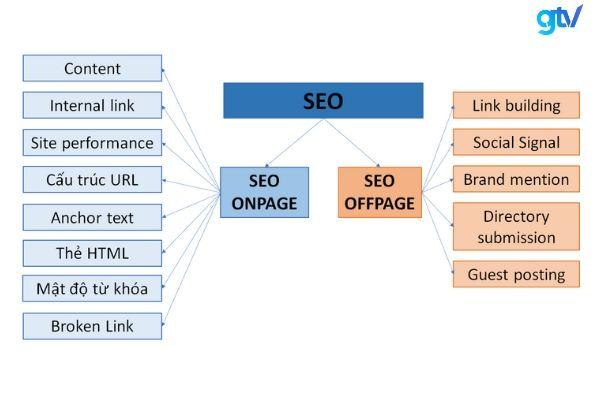 gtv
SEO
SEO
ONPAGE
SEO
OFFPAGE
Content
Internal link
Site performance
Cấu trúc URL
Anchor text
Thẻ HTML
Mật độ từ khóa
Broken Link
Link building
Social Signal
Brand mention
Directory
submission
Guest posting